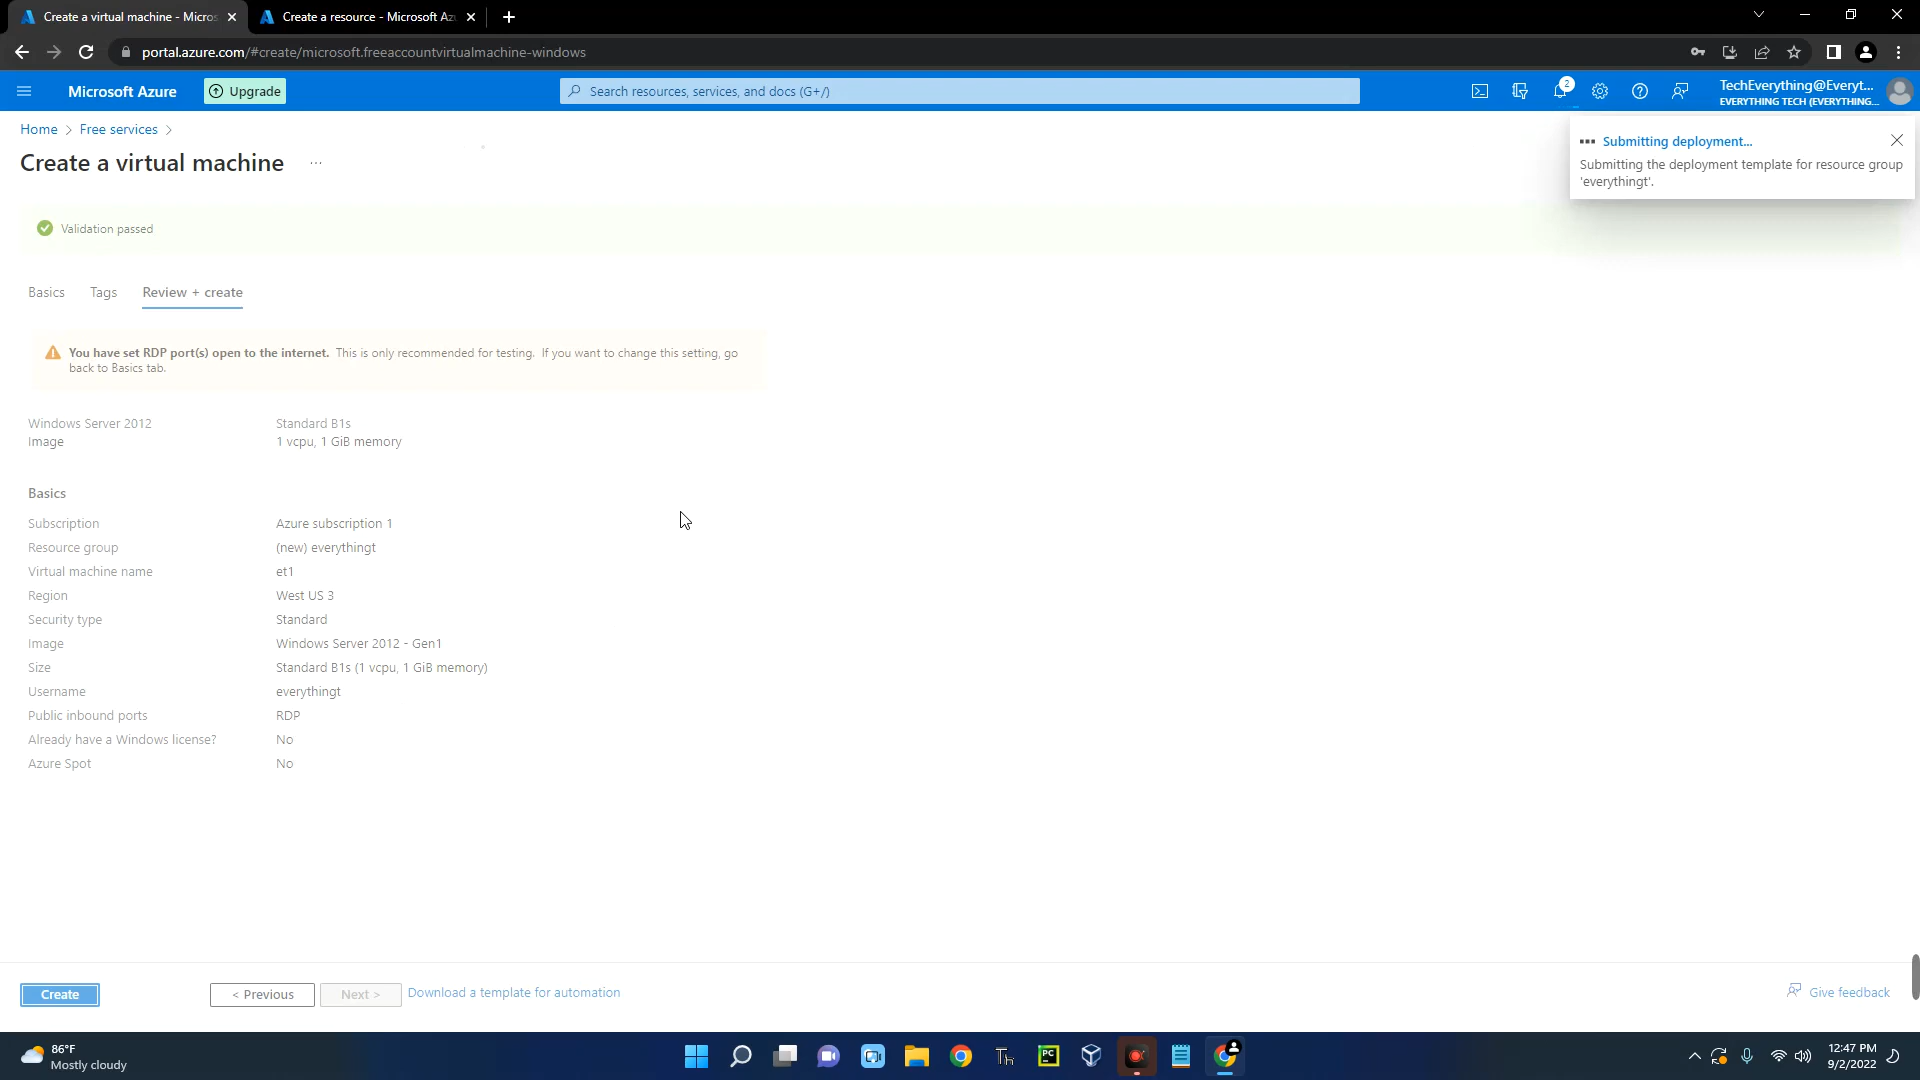 Create a virtual machine - Micros
Create a resource - Microsoft Az
portal.azure.com/#create/microsoft.freeaccountvirtualmachine-windows
Microsoft Azure
Upgrade
Search resources, services, and docs (G+/)
2
TechEverything@Everyt...
EVERYTHING TECH (EVERYTHING...
Home > Free services >
Create a virtual machine ...
Submitting deployment...
Submitting the deployment template for resource group
'everythingt'.
Validation passed
Basics Tags Review + create
You have set RDP port(s) open to the internet. This is only recommended for testing. If you want to change this setting, go
back to Basics tab.
Windows Server 2012 Standard B1s
Image 1 vcpu, 1 GiB memory
Basics
Subscription Azure subscription 1
Resource group (new) everythingt
Virtual machine name et1
Region West US 3
Security type Standard
Image Windows Server 2012 - Gen1
Size Standard B1s (1 vcpu, 1 GiB memory)
Username everythingt
Public inbound ports RDP
Already have a Windows license? No
Azure Spot No
Create < Previous Next > Download a template for automation Give feedback
86°F
Mostly cloudy
Th
PC
12:47 PM
9/2/2022